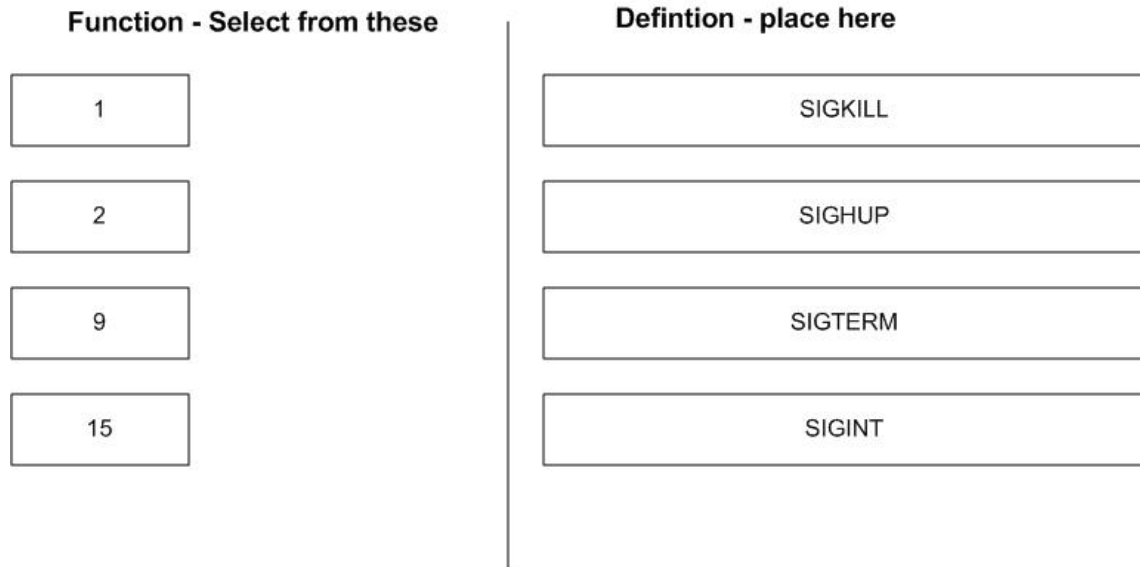 Function - Select from these
Defintion - place here
1
SIGKILL
2
SIGHUP
9
SIGTERM
15
SIGINT